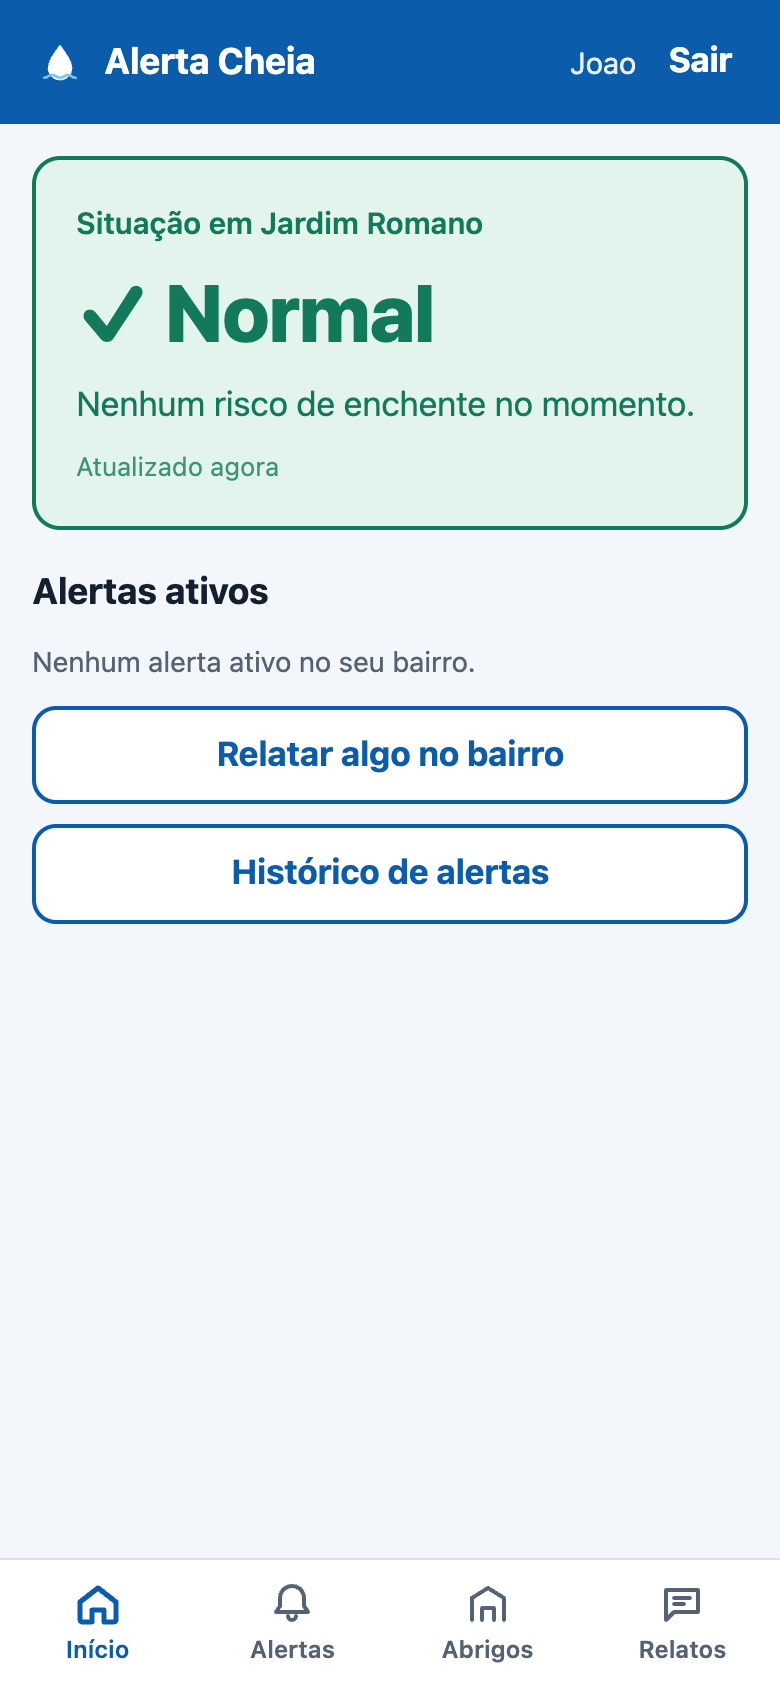 Alerta Cheia
Joao
Sair
Situação em Jardim Romano
Normal
Nenhum risco de enchente no momento.
Atualizado agora
Alertas ativos
Nenhum alerta ativo no seu bairro.
Relatar algo no bairro
Histórico de alertas
Início
Alertas
Abrigos
Relatos